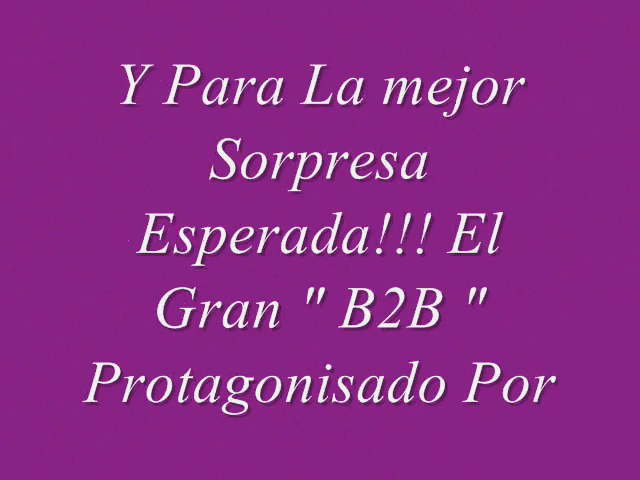 Y Para La mejor
Sorpresa
Esperada!!! El
Gran " B2B "
Protagonisado Por